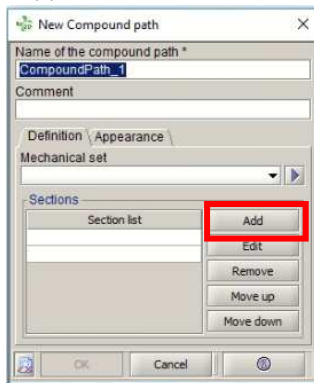 New Compound path
Name of the compound path *
CompoundPath_1
Comment
Definition Appearance
Mechanical set
Sections
Section list
Add
Edit
Remove
Move up
Move down
OK Cancel